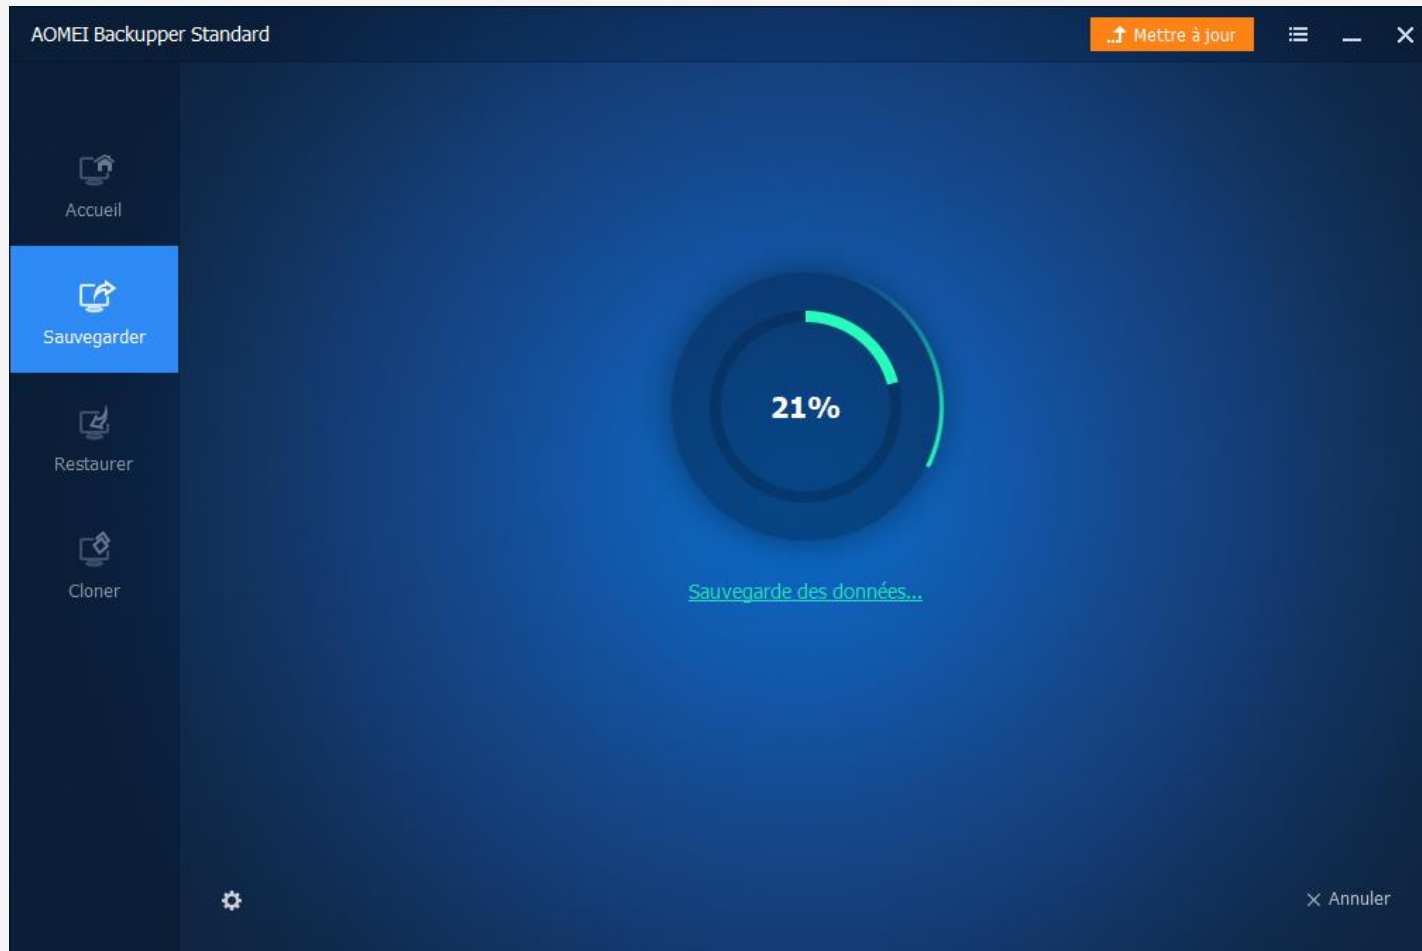 AOMEI Backupper Standard
Mettre à jour
Accueil
Sauvegarder
Restaurer
Cloner
21%
Sauvegarde des données...
Annuler